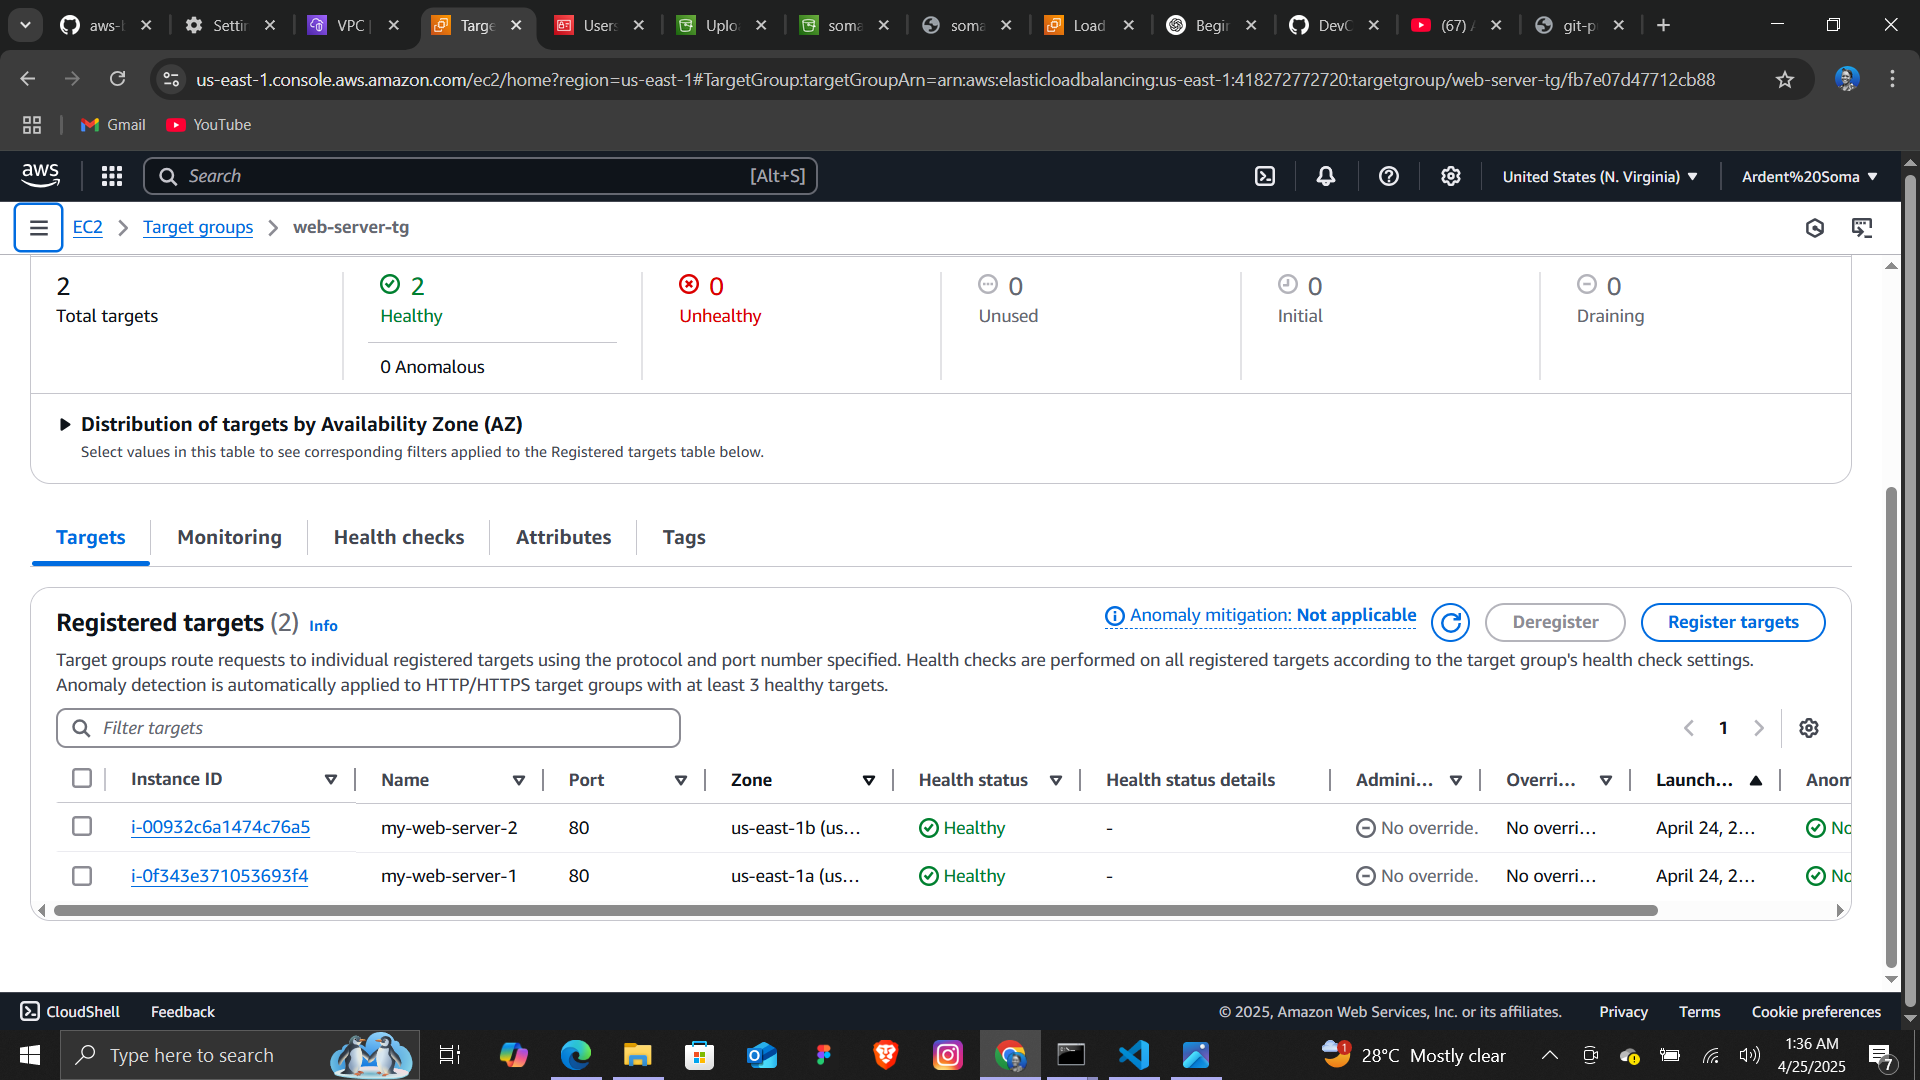 aws-l
Settin
VPC |
Targe
Users
Uplo
soma
soma
Load
Begin
DevC
(67) A
git-p
us-east-1.console.aws.amazon.com/ec2/home?region=us-east-1#TargetGroup:targetGroupArn=arn:aws:elasticloadbalancing:us-east-1:418272772720:targetgroup/web-server-tg/fb7e07d47712cb88
Gmail
YouTube
aws
Search
[Alt+S]
United States (N. Virginia)
Ardent%20Soma
EC2
Target groups
web-server-tg
2
Total targets
2
Healthy
0 Anomalous
0
Unhealthy
0
Unused
0
Initial
0
Draining
Distribution of targets by Availability Zone (AZ)
Select values in this table to see corresponding filters applied to the Registered targets table below.
Targets
Monitoring
Health checks
Attributes
Tags
Registered targets (2) Info
Anomaly mitigation: Not applicable
Deregister
Register targets
Target groups route requests to individual registered targets using the protocol and port number specified. Health checks are performed on all registered targets according to the target group's health check settings.
Anomaly detection is automatically applied to HTTP/HTTPS target groups with at least 3 healthy targets.
Filter targets
1
Instance ID Name Port Zone Health status Health status details Admini... Overri... Launch... Anom
i-00932c6a1474c76a5 my-web-server-2 80 us-east-1b (us... Healthy - No override. No overri... April 24, 2... No
i-0f343e371053693f4 my-web-server-1 80 us-east-1a (us... Healthy - No override. No overri... April 24, 2... No
CloudShell
Feedback
© 2025, Amazon Web Services, Inc. or its affiliates.
Privacy
Terms
Cookie preferences
Type here to search
1
28°C Mostly clear
1:36 AM
4/25/2025
7